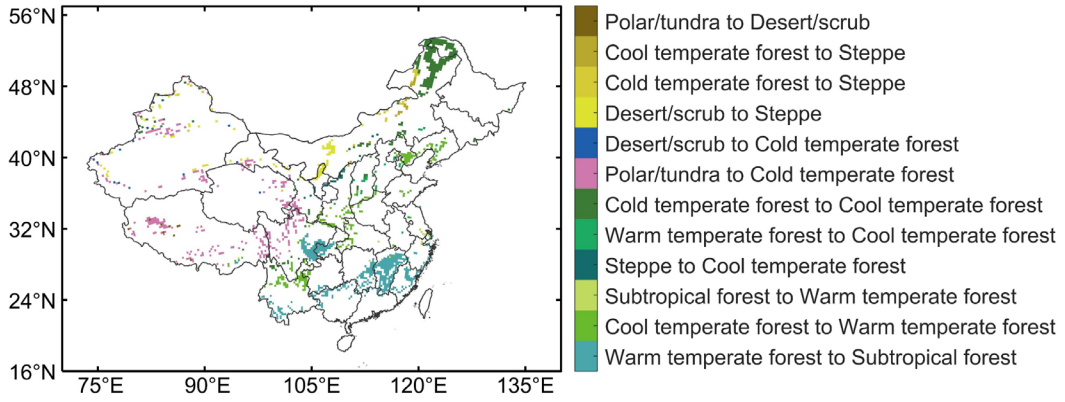 56°N
48°N
40°N
32°N
24°N
16°N
75°E 90°E 105°E 120°E 135°E
Polar/tundra to Desert/scrub
Cool temperate forest to Steppe
Cold temperate forest to Steppe
Desert/scrub to Steppe
Desert/scrub to Cold temperate forest
Polar/tundra to Cold temperate forest
Cold temperate forest to Cool temperate forest
Warm temperate forest to Cool temperate forest
Steppe to Cool temperate forest
Subtropical forest to Warm temperate forest
Cool temperate forest to Warm temperate forest
Warm temperate forest to Subtropical forest